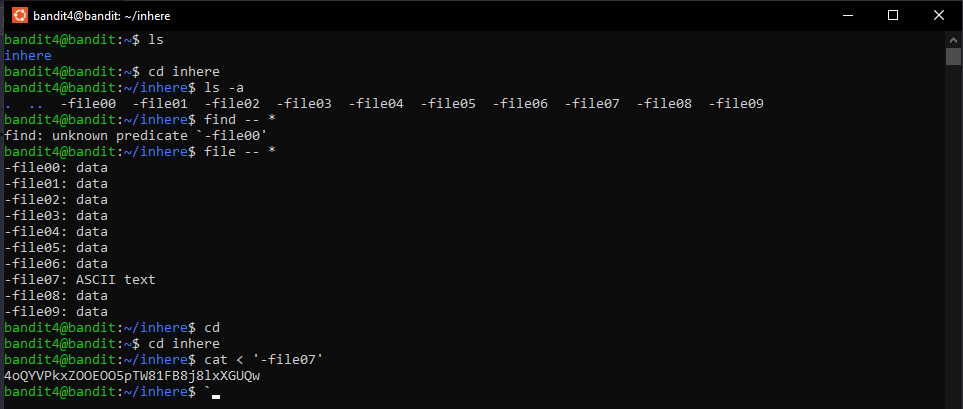 bandit4@bandit: ~/inhere
bandit4@bandit:~$ ls
inhere
bandit4@bandit:~$ cd inhere
bandit4@bandit:~/inhere$ ls -a
.  ..  -file00  -file01  -file02  -file03  -file04  -file05  -file06  -file07  -file08  -file09
bandit4@bandit:~/inhere$ find -- *
find: unknown predicate `-file00'
bandit4@bandit:~/inhere$ file -- *
-file00: data
-file01: data
-file02: data
-file03: data
-file04: data
-file05: data
-file06: data
-file07: ASCII text
-file08: data
-file09: data
bandit4@bandit:~/inhere$ cd
bandit4@bandit:~$ cd inhere
bandit4@bandit:~/inhere$ cat < '-file07'
4oQYVPkxZOOEOO5pTW81FB8j8lxXGUQw
bandit4@bandit:~/inhere$ `